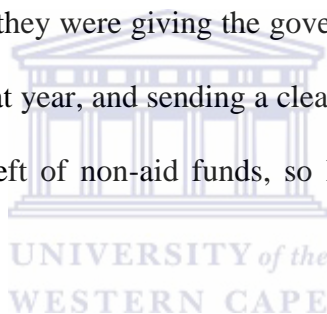 they were giving the gove
at year, and sending a clea
eft of non-aid funds, so
UNIVERSITY of the
WESTERN CAPE